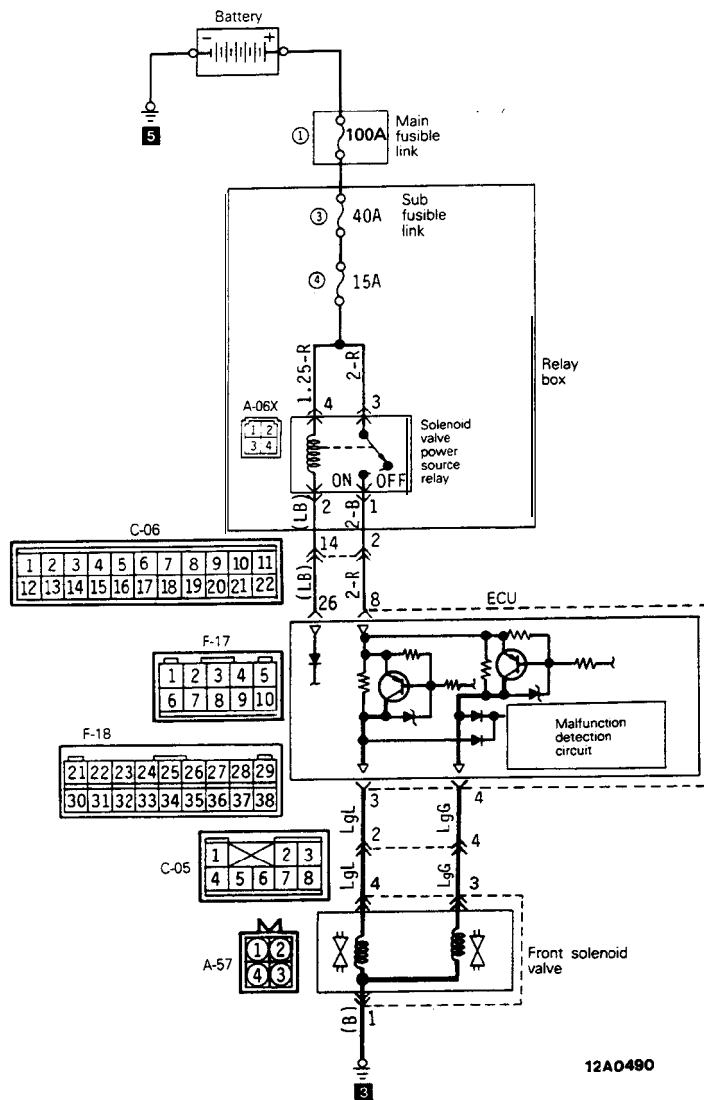 Battery
- +
5
① 100A Main
fusible
link
③ 40A Sub
fusible
link
④ 15A
Relay
box
1.25-R
2-R
A-06X
4 3
1 2
3 4
Solenoid
valve
power
source
relay
ON OFF
2 1
(LB)
2-B
C-06
14 2
1 2 3 4 5 6 7 8 9 10 11
12 13 14 15 16 17 18 19 20 21 22
(LB)
2-R
26 8
ECU
F-17
1 2 3 4 5
6 7 8 9 10
Malfunction
detection
circuit
F-18
21 22 23 24 25 26 27 28 29
30 31 32 33 34 35 36 37 38
3 4
LgL
LgG
2 4
C-05
1 2 3
4 5 6 7 8
LgL
LgG
4 3
A-57
1 2
4 3
Front solenoid
valve
(B)
1
3
12A0490